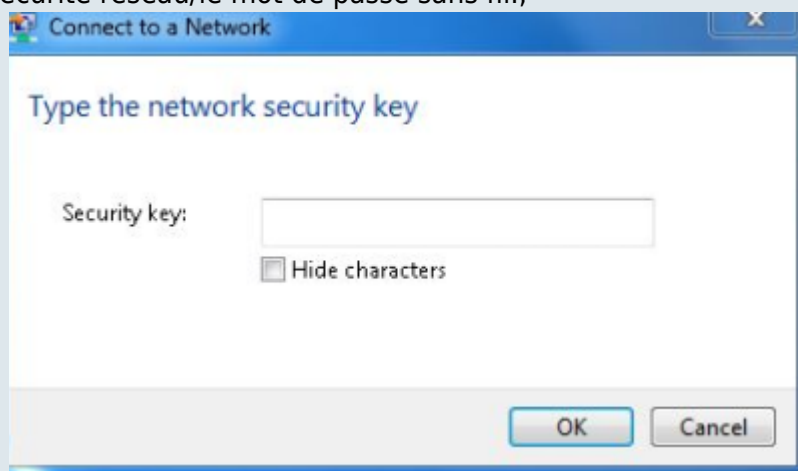 sécurité réseau/le mot de passe sans fil),
Connect to a Network
X
Type the network security key
Security key:
Hide characters
OK
Cancel